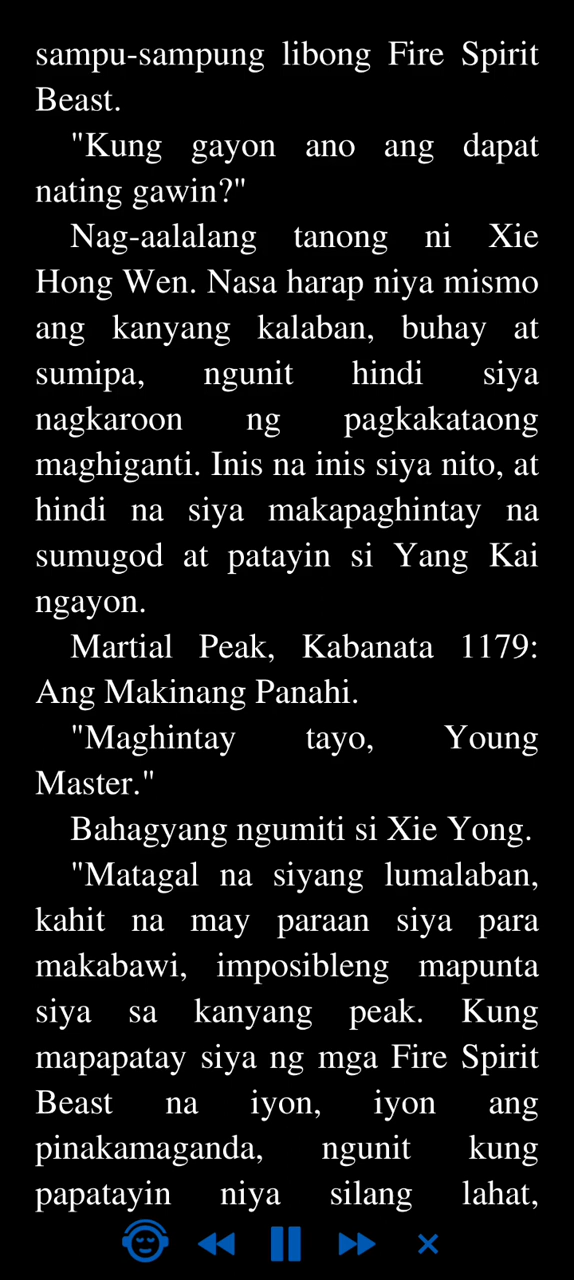 sampu-sampung libong Fire Spirit
Beast.
"Kung gayon ano ang dapat
nating gawin?"
Nag-aalalang tanong ni Xie
Hong Wen. Nasa harap niya mismo
ang kanyang kalaban, buhay at
sumipa, ngunit hindi siya
nagkaroon ng pagkakataong
maghiganti. Inis na inis siya nito, at
hindi na siya makapaghintay na
sumugod at patayin si Yang Kai
ngayon.
Martial Peak, Kabanata 1179:
Ang Makinang Panahi.
"Maghintay tayo, Young
Master."
Bahagyang ngumiti si Xie Yong.
"Matagal na siyang lumalaban,
kahit na may paraan siya para
makabawi, imposibleng mapunta
siya sa kanyang peak. Kung
mapapatay siya ng mga Fire Spirit
Beast na iyon, iyon ang
pinakamaganda, ngunit kung
papatayin niya silang lahat,